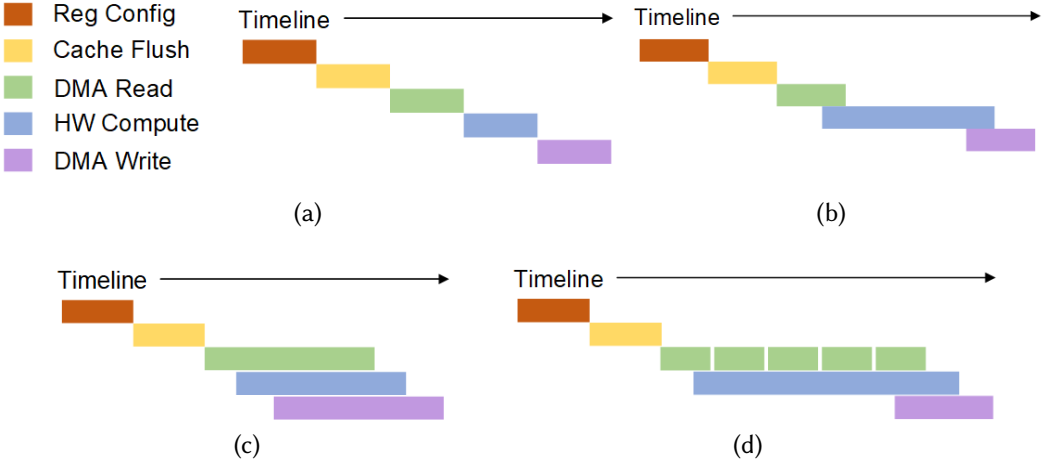 Reg Config
Cache Flush
DMA Read
HW Compute
DMA Write
Timeline
(a)
Timeline
(b)
Timeline
(c)
Timeline
(d)